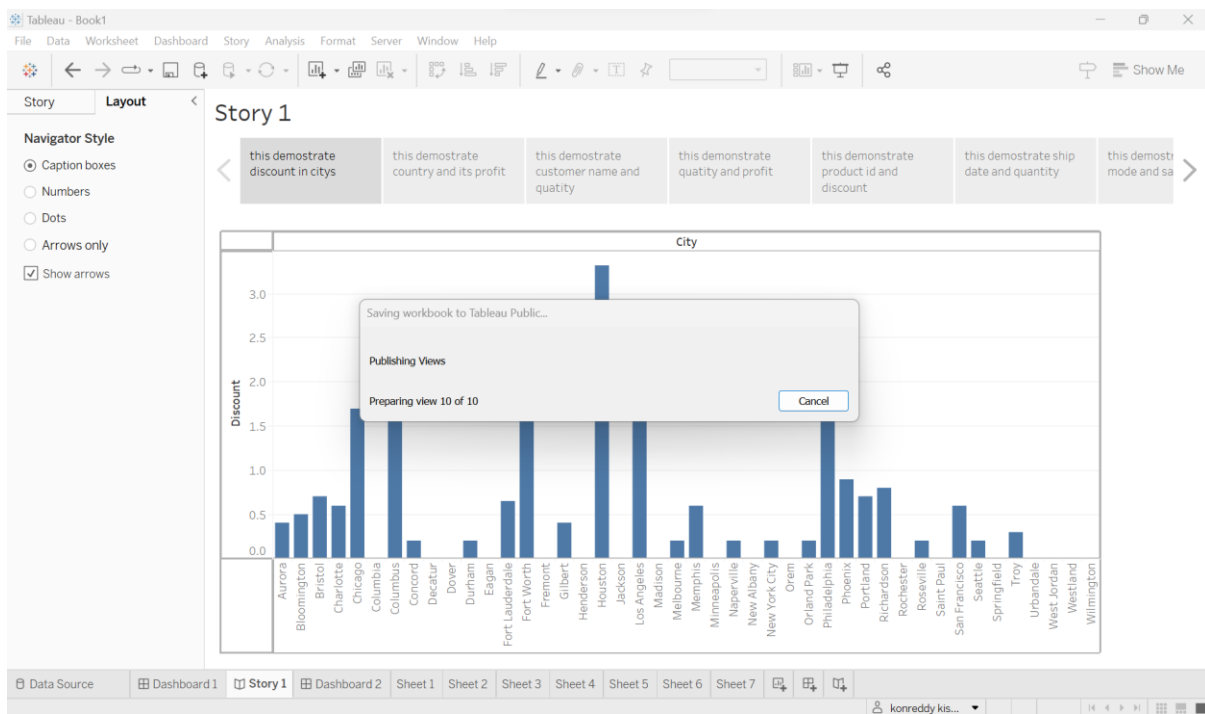 Tableau - Book1
File Data Worksheet Dashboard Story Analysis Format Server Window Help
Show Me
Story Layout
Navigator Style
Caption boxes
Numbers
Dots
Arrows only
Show arrows
Story 1
this demostrate
discount in citys
this demostrate
country and its profit
this demostrate
customer name and
quatity
this demonstrate
quatity and profit
this demonstrate
product id and
discount
this demostrate ship
date and quantity
this demostr
mode and sa
City
Discount
3.0
2.5
2.0
1.5
1.0
0.5
0.0
Saving workbook to Tableau Public...
Publishing Views
Preparing view 10 of 10
Cancel
Aurora
Bloomington
Bristol
Charlotte
Chicago
Columbia
Columbus
Concord
Decatur
Dover
Durham
Eagan
Fort Lauderdale
Fort Worth
Fremont
Gilbert
Henderson
Houston
Jackson
Los Angeles
Madison
Melbourne
Memphis
Minneapolis
Naperville
New Albany
New York City
Orem
Orland Park
Philadelphia
Phoenix
Portland
Richardson
Rochester
Roseville
Saint Paul
San Francisco
Seattle
Springfield
Troy
Urbandale
West Jordan
Westland
Wilmington
Data Source Dashboard 1 Story 1 Dashboard 2 Sheet 1 Sheet 2 Sheet 3 Sheet 4 Sheet 5 Sheet 6 Sheet 7
konreddy kis...